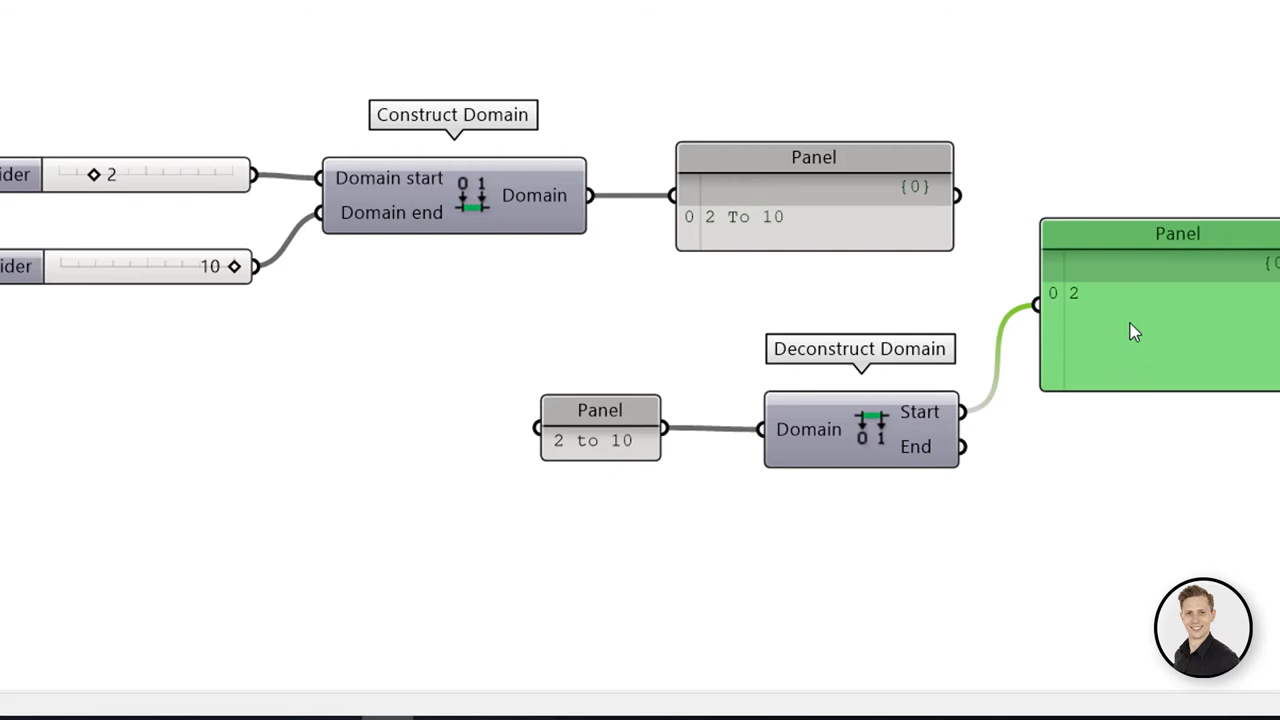 Construct Domain
ider
2
Domain start
0 1
Domain
Domain end
ider
10
Panel
{0}
0 2 To 10
Panel
{0
0 2
Deconstruct Domain
Panel
2 to 10
Domain
0 1
Start
End